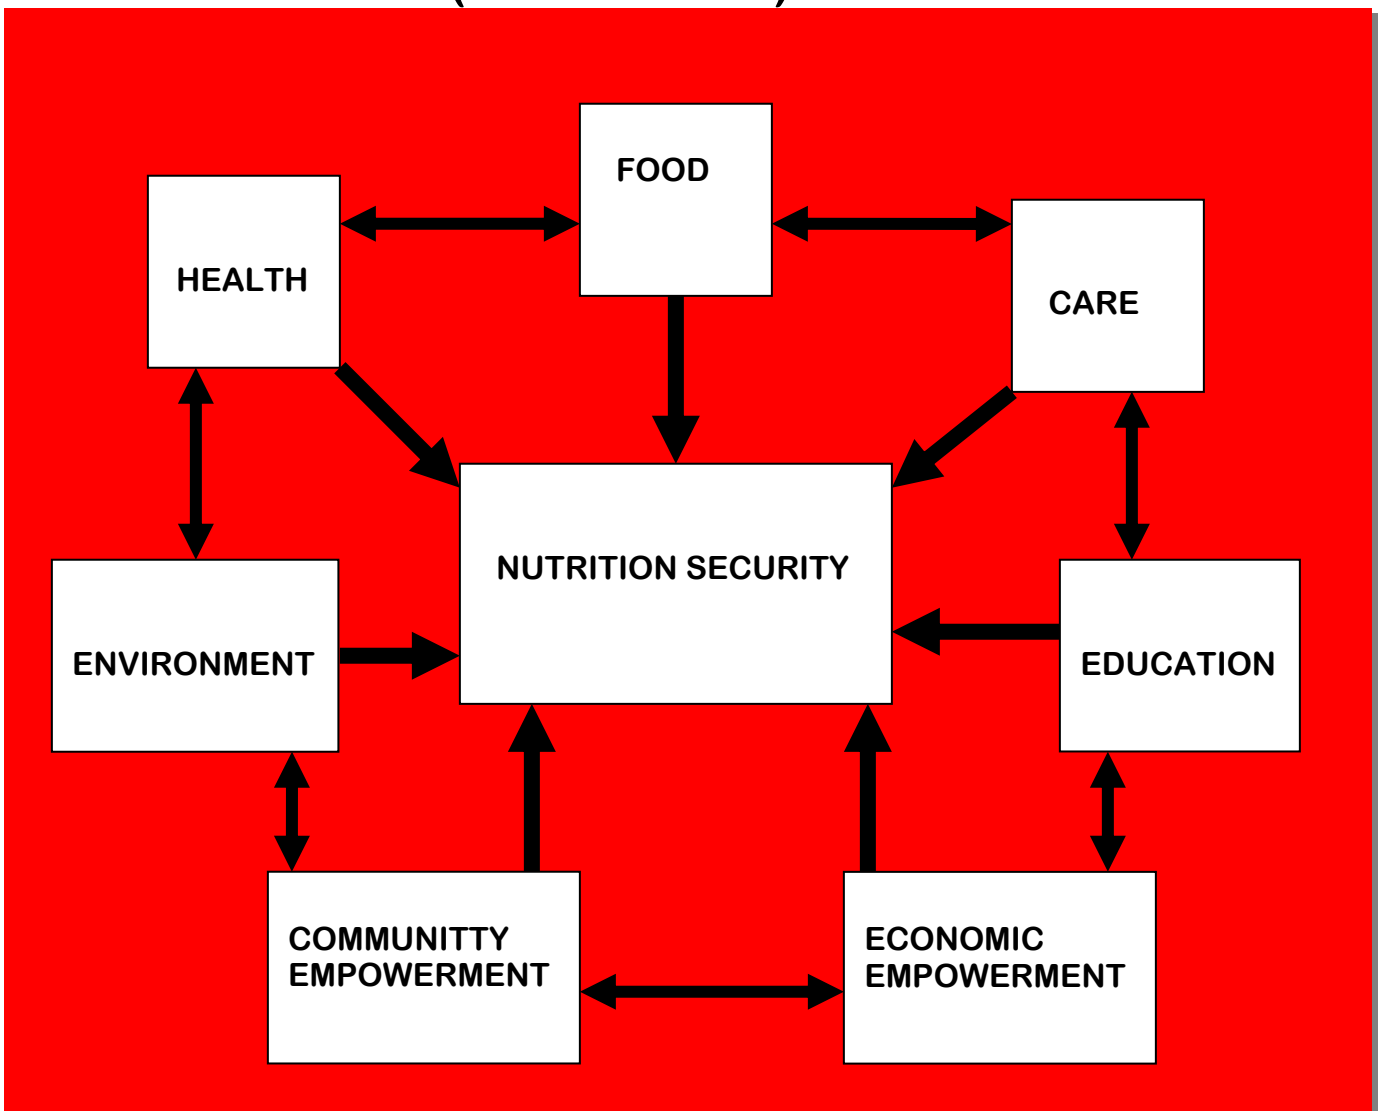 FOOD
HEALTH
CARE
NUTRITION SECURITY
ENVIRONMENT
EDUCATION
COMMUNITTY
EMPOWERMENT
ECONOMIC
EMPOWERMENT